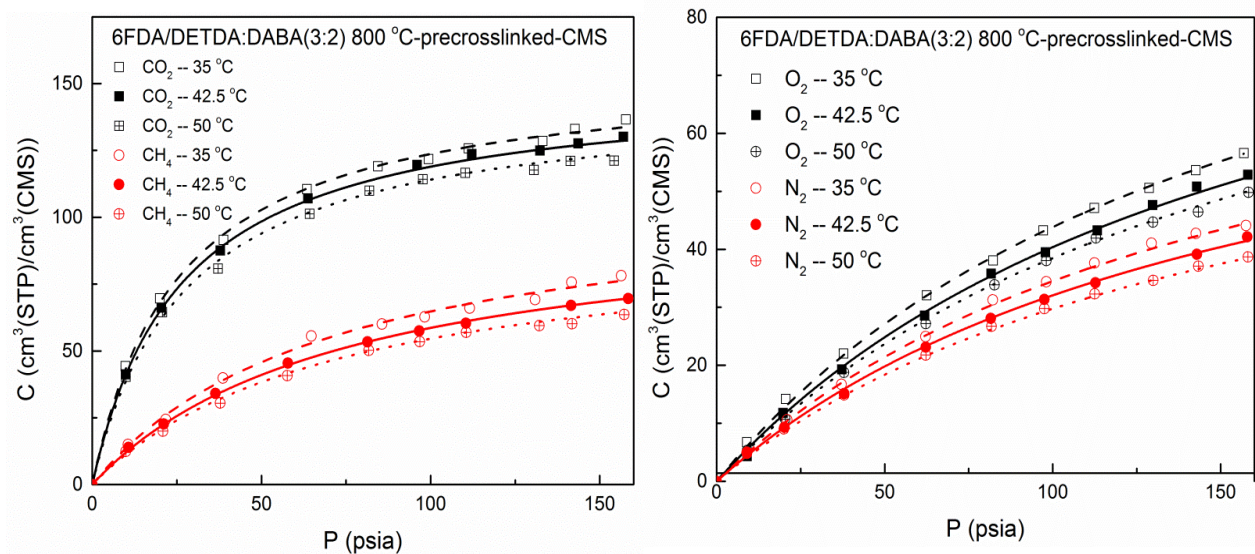 6FDA/DETDA:DABA(3:2) 800 °C-precrosslinked-CMS
CO₂ -- 35 °C
CO₂ -- 42.5 °C
CO₂ -- 50 °C
CH₄ -- 35 °C
CH₄ -- 42.5 °C
CH₄ -- 50 °C
C (cm³(STP)/cm³(CMS))
150
100
50
0
0
50
100
150
P (psia)
6FDA/DETDA:DABA(3:2) 800 °C-precrosslinked-CMS
O₂ -- 35 °C
O₂ -- 42.5 °C
O₂ -- 50 °C
N₂ -- 35 °C
N₂ -- 42.5 °C
N₂ -- 50 °C
C (cm³(STP)/cm³(CMS))
80
60
40
20
0
0
50
100
150
P (psia)